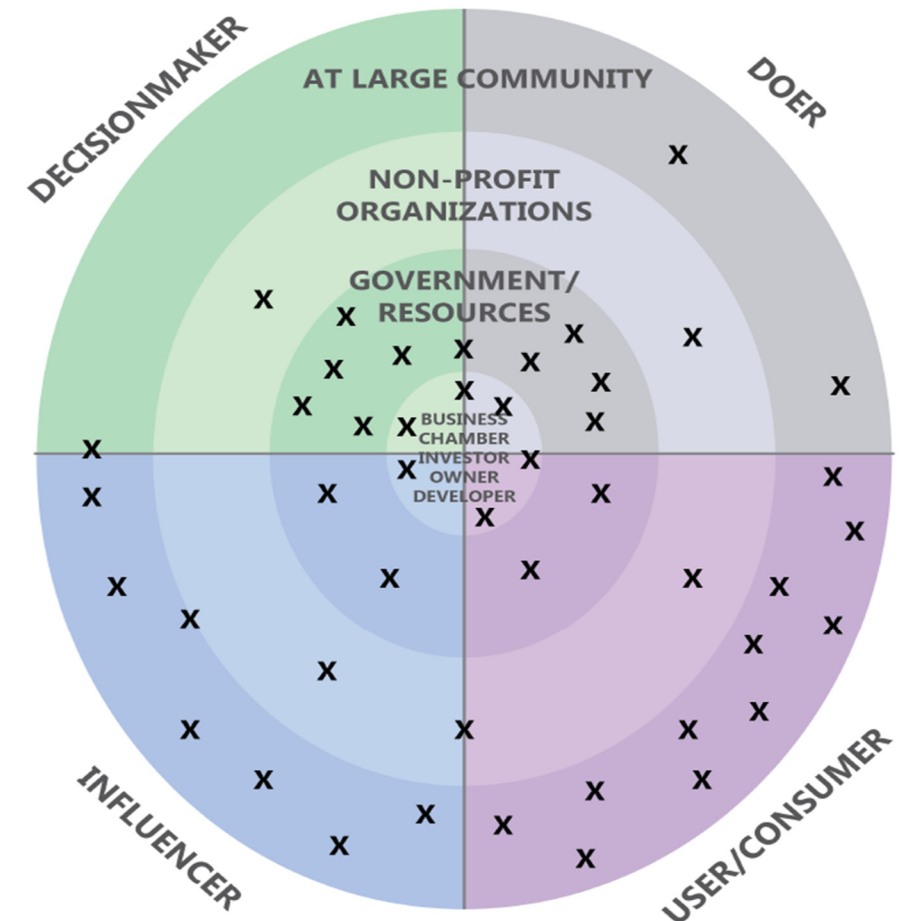 DECISIONMAKER
DOER
AT LARGE COMMUNITY
NON-PROFIT
ORGANIZATIONS
GOVERNMENT/
RESOURCES
BUSINESS
CHAMBER
INVESTOR
OWNER
DEVELOPER
INFLUENCER
USER/CONSUMER